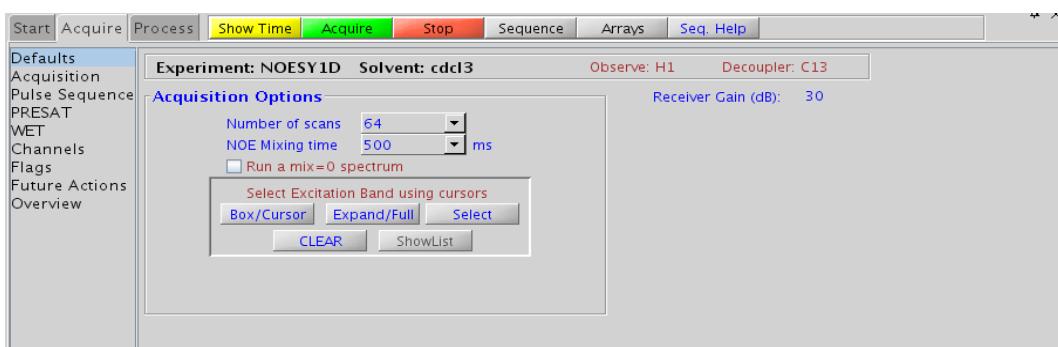 Start Acquire Process Show Time Acquire Stop Sequence Arrays Seq. Help
Defaults
Acquisition
Pulse Sequence
PRESAT
WET
Channels
Flags
Future Actions
Overview
Experiment: NOESY1D Solvent: cdcl3 Observe: H1 Decoupler: C13
Acquisition Options
Receiver Gain (dB): 30
Number of scans 64
NOE Mixing time 500 ms
Run a mix=0 spectrum
Select Excitation Band using cursors
Box/Cursor Expand/Full Select
CLEAR ShowList